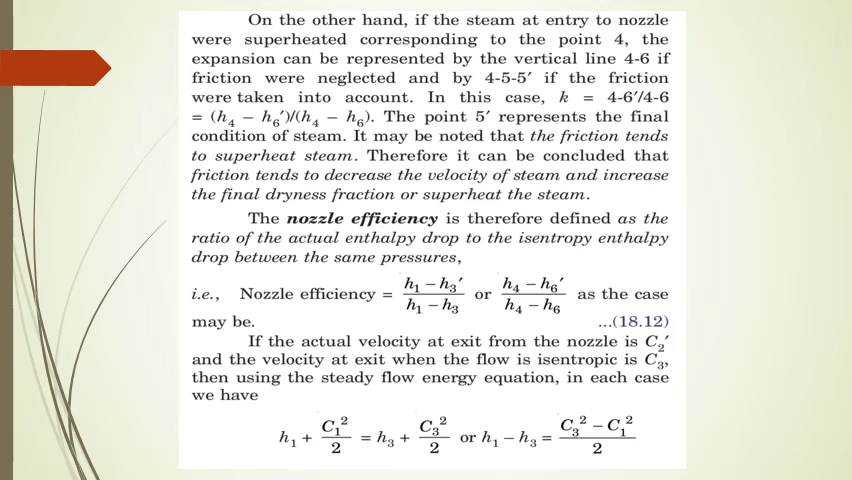 On the other hand, if the steam at entry to nozzle
were superheated corresponding to the point 4, the
expansion can be represented by the vertical line 4-6 if
friction were neglected and by 4-5-5′ if the friction
were taken into account. In this case, k = 4-6′/4-6
= (h₄ – h₆′)/(h₄ – h₆). The point 5′ represents the final
condition of steam. It may be noted that the friction tends
to superheat steam. Therefore it can be concluded that
friction tends to decrease the velocity of steam and increase
the final dryness fraction or superheat the steam.
The nozzle efficiency is therefore defined as the
ratio of the actual enthalpy drop to the isentropy enthalpy
drop between the same pressures,
i.e., Nozzle efficiency = (h₁ – h₃′)/(h₁ – h₃) or (h₄ – h₆′)/(h₄ – h₆) as the case
may be. ...(18.12)
If the actual velocity at exit from the nozzle is C₂′
and the velocity at exit when the flow is isentropic is C₃,
then using the steady flow energy equation, in each case
we have
h₁ + C₁²/2 = h₃ + C₃²/2 or h₁ – h₃ = (C₃² – C₁²)/2